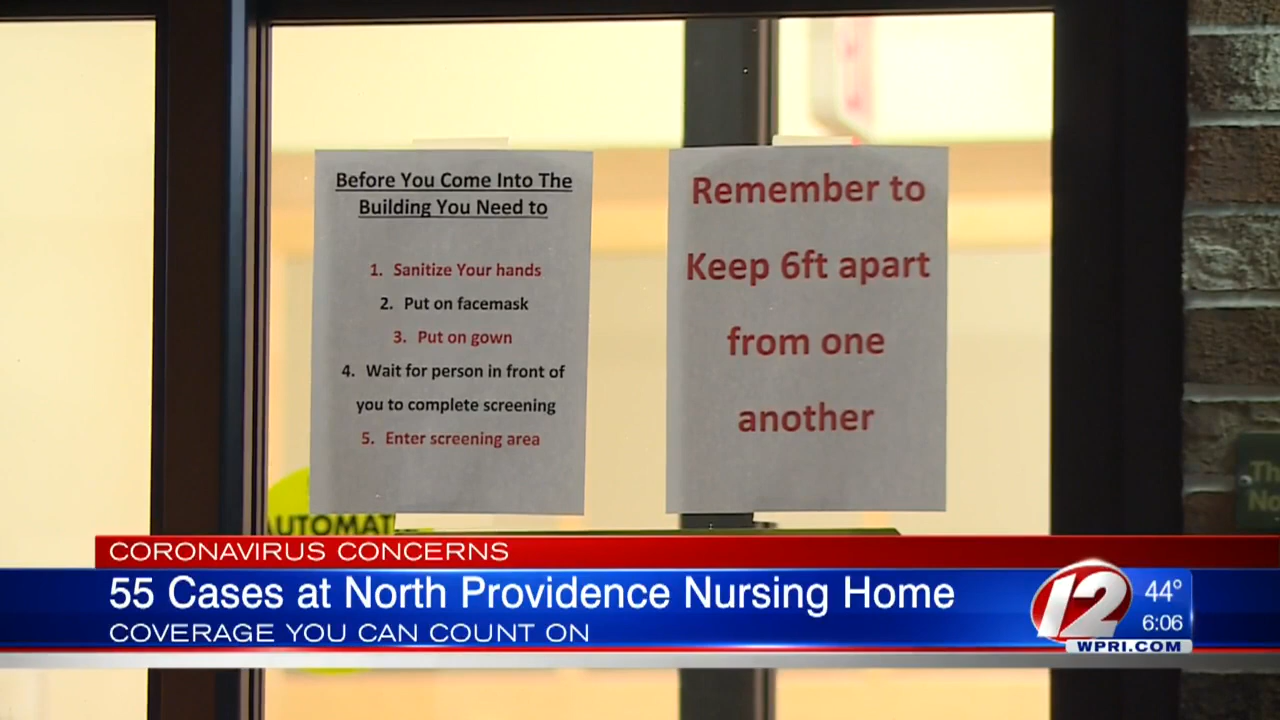 Before You Come Into The
Building You Need to
1. Sanitize Your hands
2. Put on facemask
3. Put on gown
4. Wait for person in front of
you to complete screening
5. Enter screening area
Remember to
Keep 6ft apart
from one
another
AUTOMAT
Th
No
CORONAVIRUS CONCERNS
55 Cases at North Providence Nursing Home
COVERAGE YOU CAN COUNT ON
12
44°
6:06
WPRI.COM